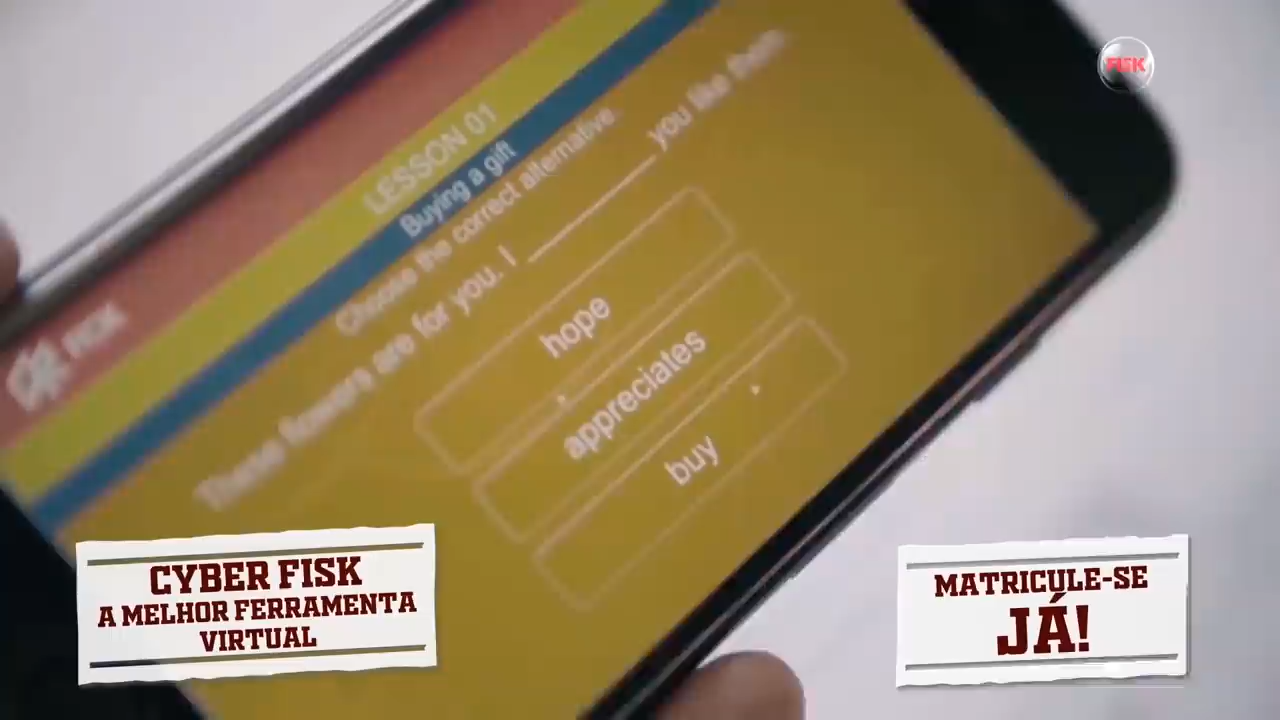 FISK
FISK
LESSON 01
Buying a gift
Choose the correct alternative.
These flowers are for you. I __________ you like them.
hope
appreciates
buy
CYBER FISK
A MELHOR FERRAMENTA
VIRTUAL
MATRICULE-SE
JÁ!